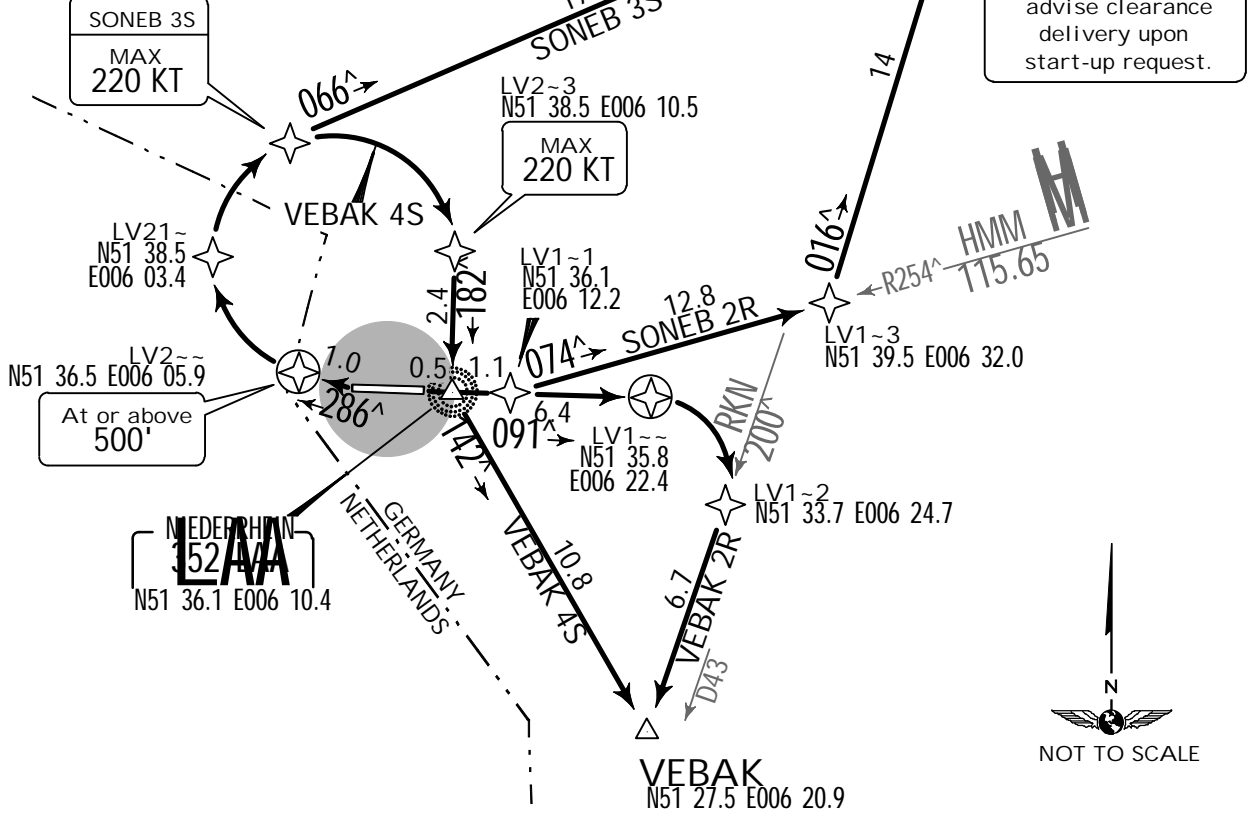 SONEB 3S
MAX
220 KT
SONEB 3S
066^
LV2~3
N51 38.5 E006 10.5
MAX
220 KT
14
advise clearance
delivery upon
start-up request.
VEBAK 4S
LV21~
N51 38.5
E006 03.4
LV1~1
N51 36.1
E006 12.2
2.4
182^
016^
HMM
R254^
115.65
12.8
SONEB 2R
074^
LV1~3
N51 39.5 E006 32.0
LV2~~
N51 36.5 E006 05.9
1.0
0.5
1.1
286^
At or above
500'
6.4
091^
LV1~~
N51 35.8
E006 22.4
RKN
200^
142^
LV1~2
N51 33.7 E006 24.7
NIEDERRHEIN
352 LAA
LAA
N51 36.1 E006 10.4
GERMANY
NETHERLANDS
10.8
VEBAK 4S
6.7
VEBAK 2R
D43
VEBAK
N51 27.5 E006 20.9
N
NOT TO SCALE